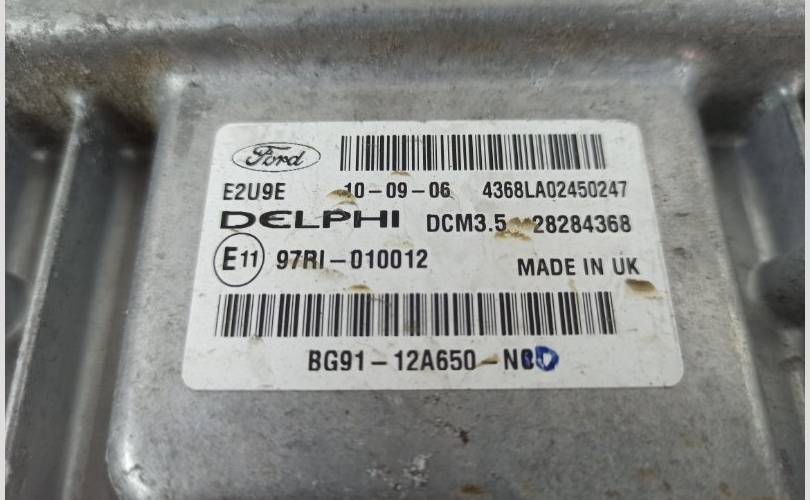 Ford
E2U9E 10-09-06 4368LA02450247
DELPHI DCM3.5 28284368
E11 97RI-010012
MADE IN UK
BG91-12A650-